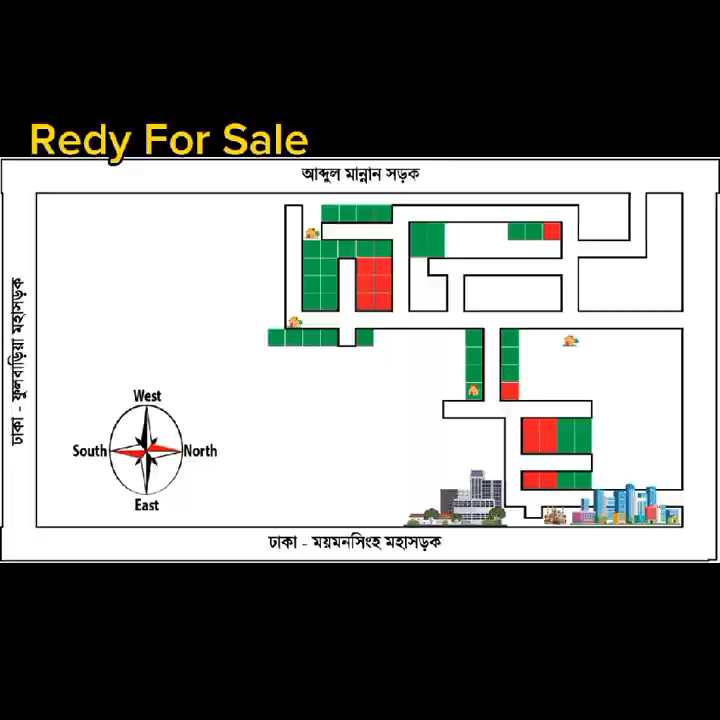 Redy For Sale
আব্দুল মান্নান সড়ক
ঢাকা - ফুলবাড়িয়া মহাসড়ক
West
South
North
East
ঢাকা - ময়মনসিংহ মহাসড়ক